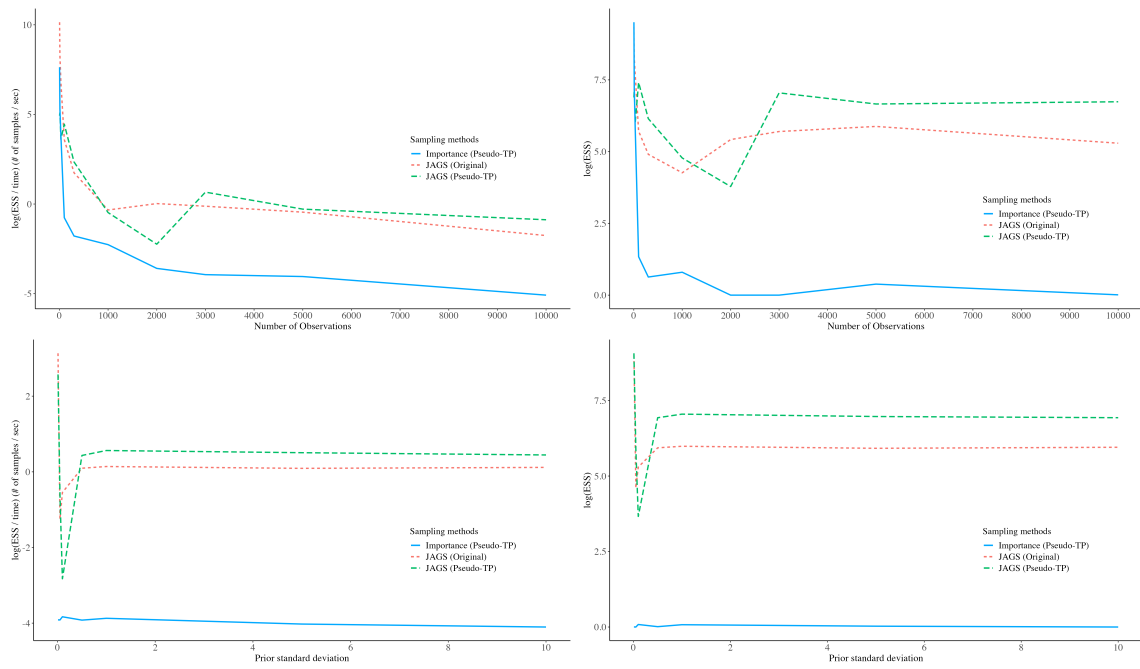 log(ESS / time) (# of samples / sec)
10
5
0
-5
0
1000
2000
3000
4000
5000
6000
7000
8000
9000
10000
Number of Observations
Sampling methods
Importance (Pseudo-TP)
JAGS (Original)
JAGS (Pseudo-TP)
log(ESS)
7.5
5.0
2.5
0.0
0
1000
2000
3000
4000
5000
6000
7000
8000
9000
10000
Number of Observations
Sampling methods
Importance (Pseudo-TP)
JAGS (Original)
JAGS (Pseudo-TP)
log(ESS / time) (# of samples / sec)
2
0
-2
-4
0
2
4
6
8
10
Prior standard deviation
Sampling methods
Importance (Pseudo-TP)
JAGS (Original)
JAGS (Pseudo-TP)
log(ESS)
7.5
5.0
2.5
0.0
0
2
4
6
8
10
Prior standard deviation
Sampling methods
Importance (Pseudo-TP)
JAGS (Original)
JAGS (Pseudo-TP)